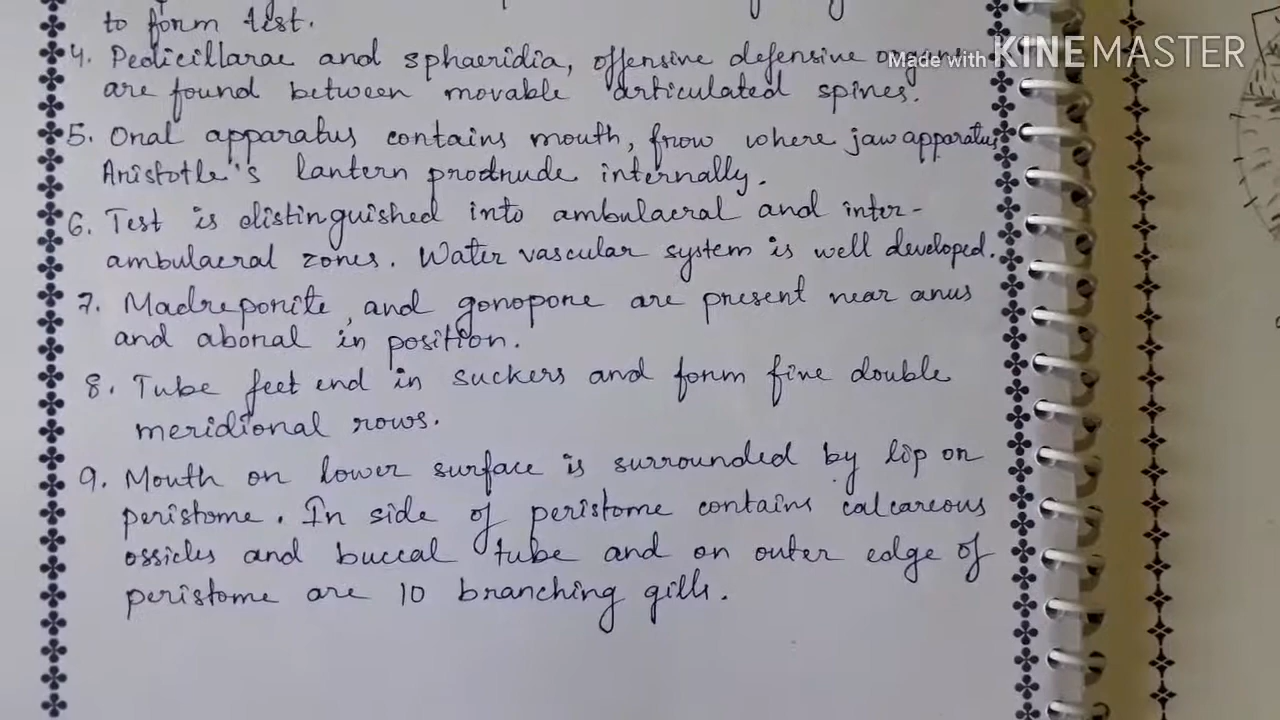 to form test.
4. Pedicillarae and sphaeridia, offensive defensive organs
are found between movable articulated spines.
5. Oral apparatus contains mouth, from where jaw apparatus
Aristotle's lantern protrude internally.
6. Test is distinguished into ambulacral and inter-
ambulacral zones. Water vascular system is well developed.
7. Madreporite, and gonopore are present near anus
and aboral in position.
8. Tube feet end in suckers and form five double
meridional rows.
9. Mouth on lower surface is surrounded by lip or
peristome. In side of peristome contains calcareous
ossicles and buccal tube and on outer edge of
peristome are 10 branching gills.
Made with KINEMASTER